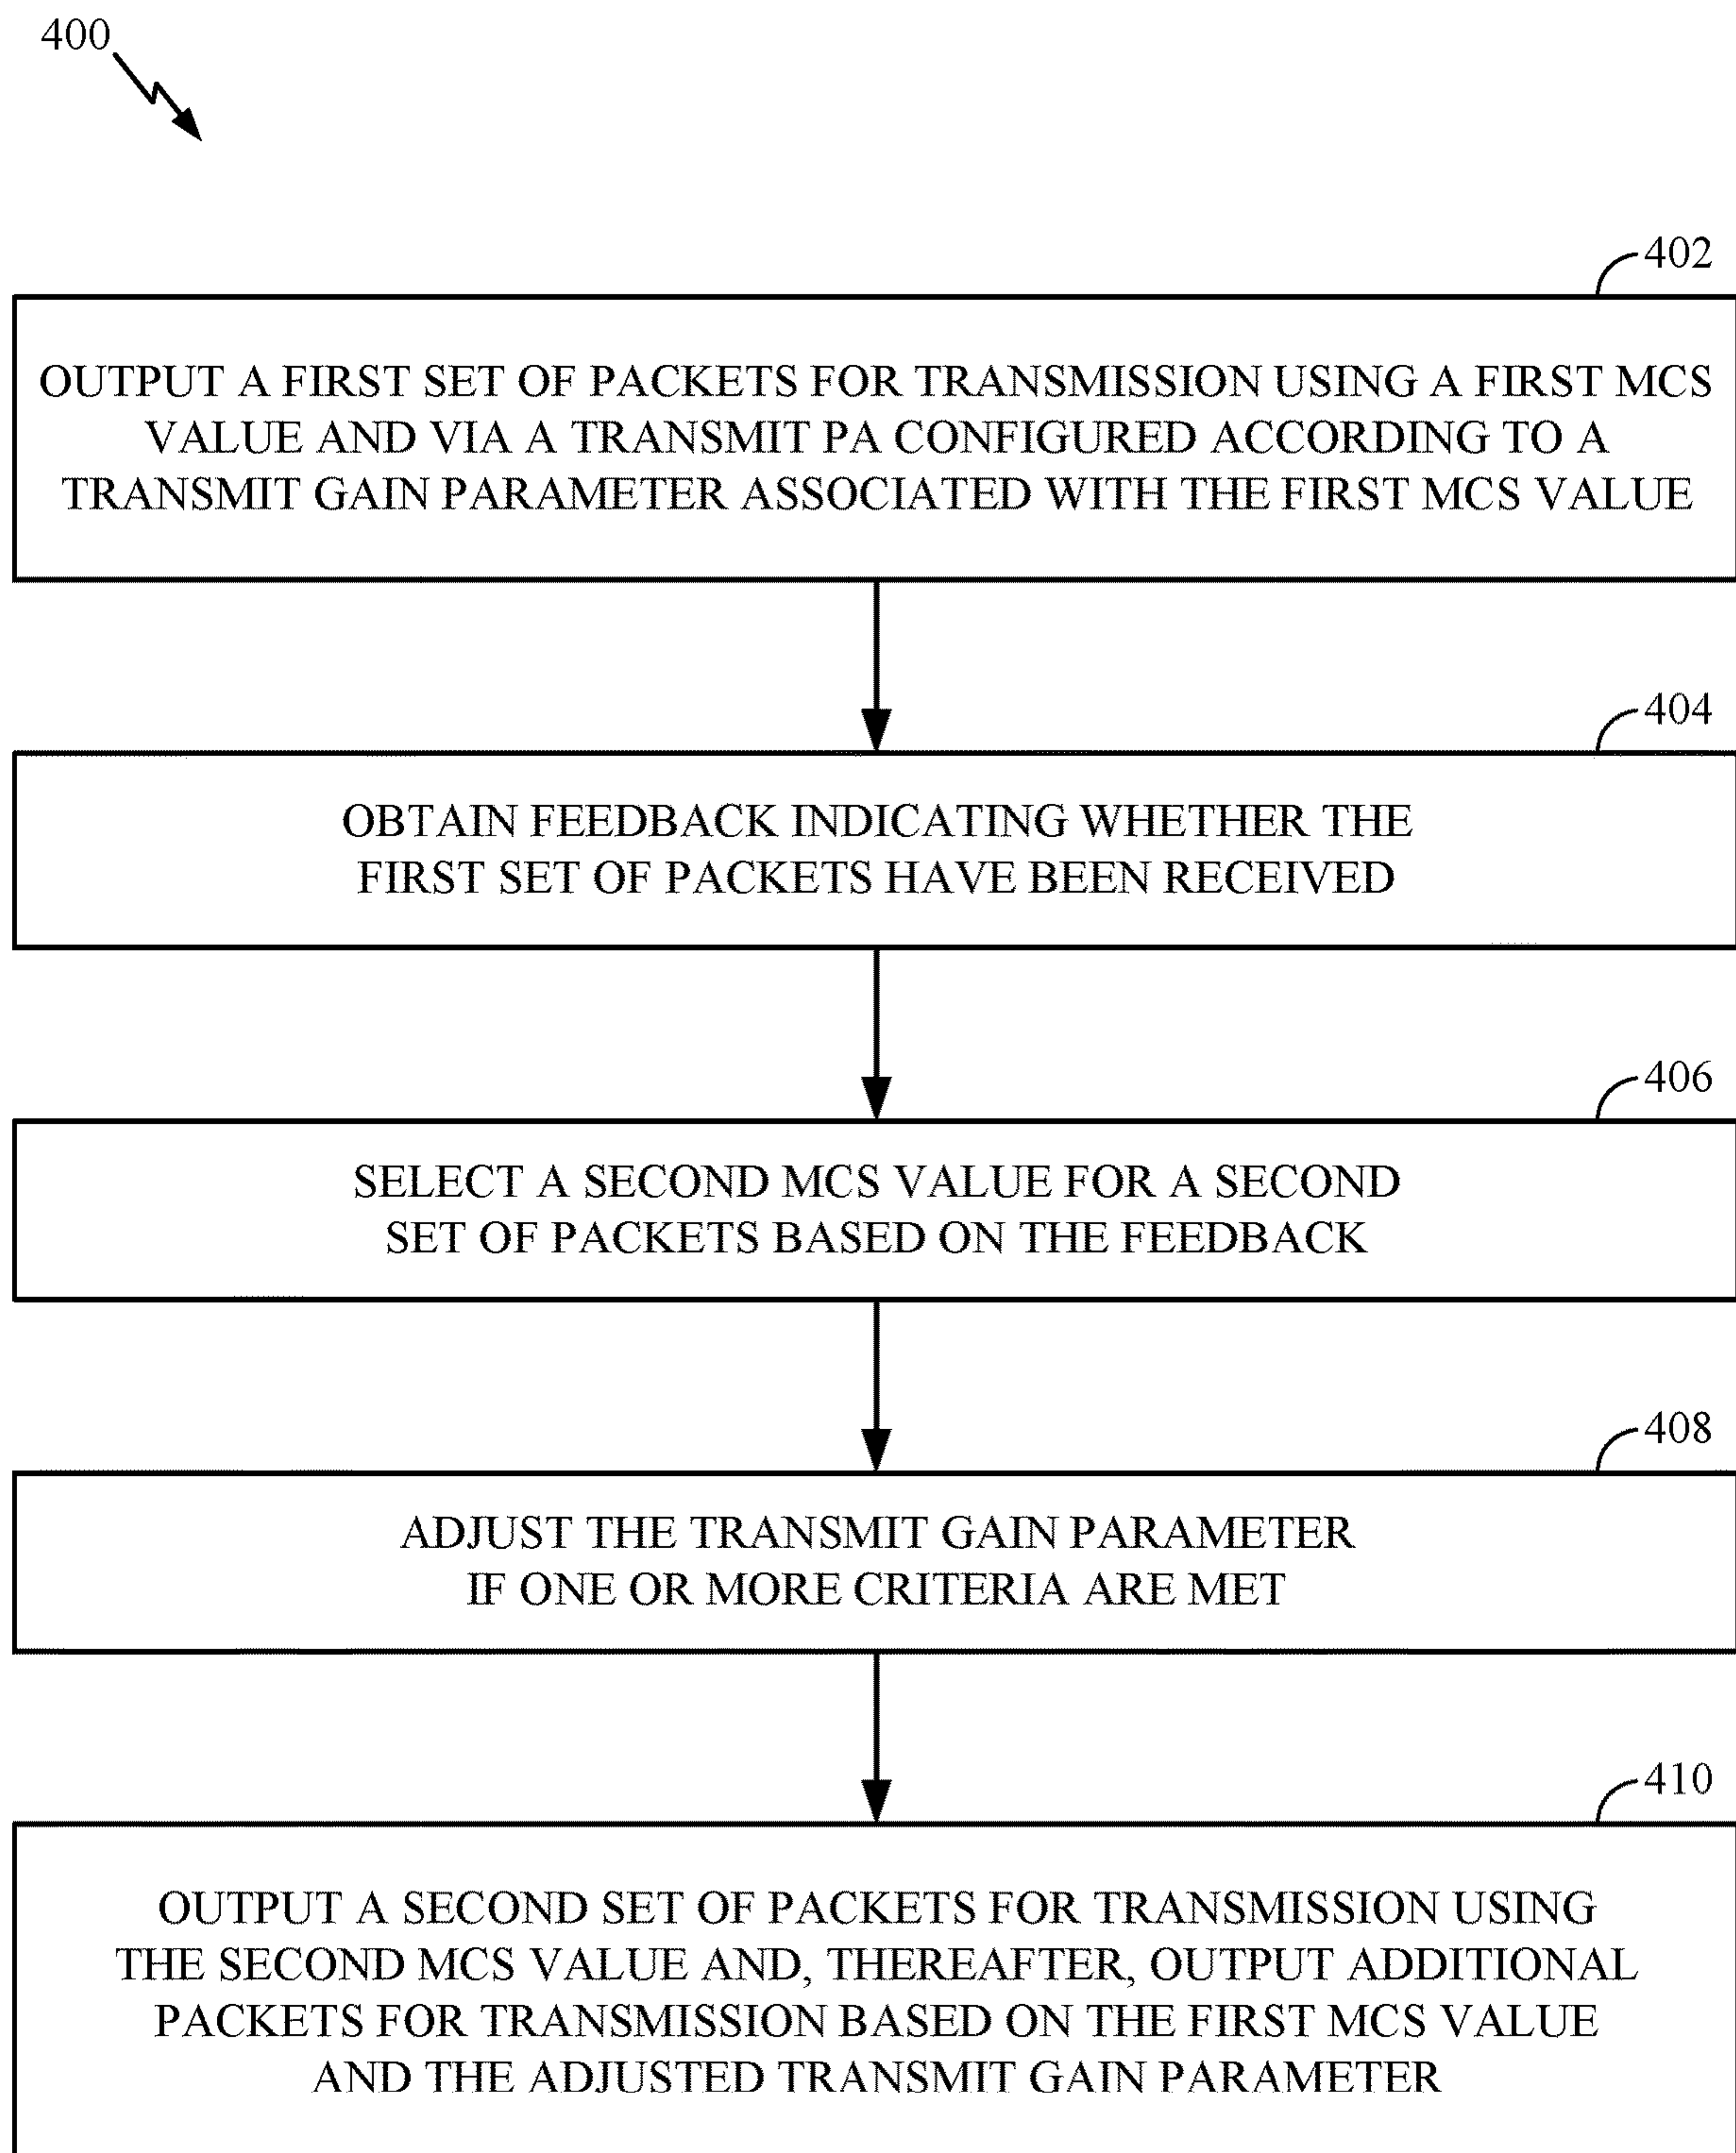 400
402
OUTPUT A FIRST SET OF PACKETS FOR TRANSMISSION USING A FIRST MCS
VALUE AND VIA A TRANSMIT PA CONFIGURED ACCORDING TO A
TRANSMIT GAIN PARAMETER ASSOCIATED WITH THE FIRST MCS VALUE
404
OBTAIN FEEDBACK INDICATING WHETHER THE
FIRST SET OF PACKETS HAVE BEEN RECEIVED
406
SELECT A SECOND MCS VALUE FOR A SECOND
SET OF PACKETS BASED ON THE FEEDBACK
408
ADJUST THE TRANSMIT GAIN PARAMETER
IF ONE OR MORE CRITERIA ARE MET
410
OUTPUT A SECOND SET OF PACKETS FOR TRANSMISSION USING
THE SECOND MCS VALUE AND, THEREAFTER, OUTPUT ADDITIONAL
PACKETS FOR TRANSMISSION BASED ON THE FIRST MCS VALUE
AND THE ADJUSTED TRANSMIT GAIN PARAMETER